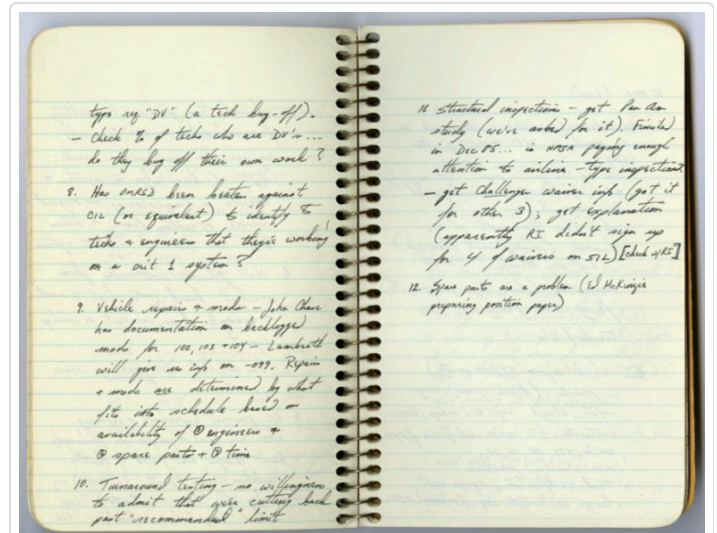 type reg. "DV" (a tech buy-off).
- Check % of techs who are DV's...
do they buy off their own work?
8. Has OMRSD been beaten against
CIL (or equivalent) to identify to
techs + engineers that they're working
on a crit 1 system?
9. Vehicle repairs + mods - John Chase
has documentation on backlogged
mods for 102, 103 + 104 - Lambreth
will give us info on -099. Repairs
+ mods are determined by what
fits into schedule based on
availability of ① engineers +
② spare parts + ③ time
10. Turnaround testing - no willingness
to admit that we're cutting back
past "recommended" limit
11. Structural inspections - get Pan Am
study (we've asked for it). Finished
in Dec 85... is NASA paying enough
attention to airline-type inspections.
- get Challenger waiver info (got it
for other 3); get explanation
(apparently RI didn't sign up
for 4 of waivers on 51L) [check w/RI]
12. Spare parts are a problem (Ed McKenzie
preparing position paper)